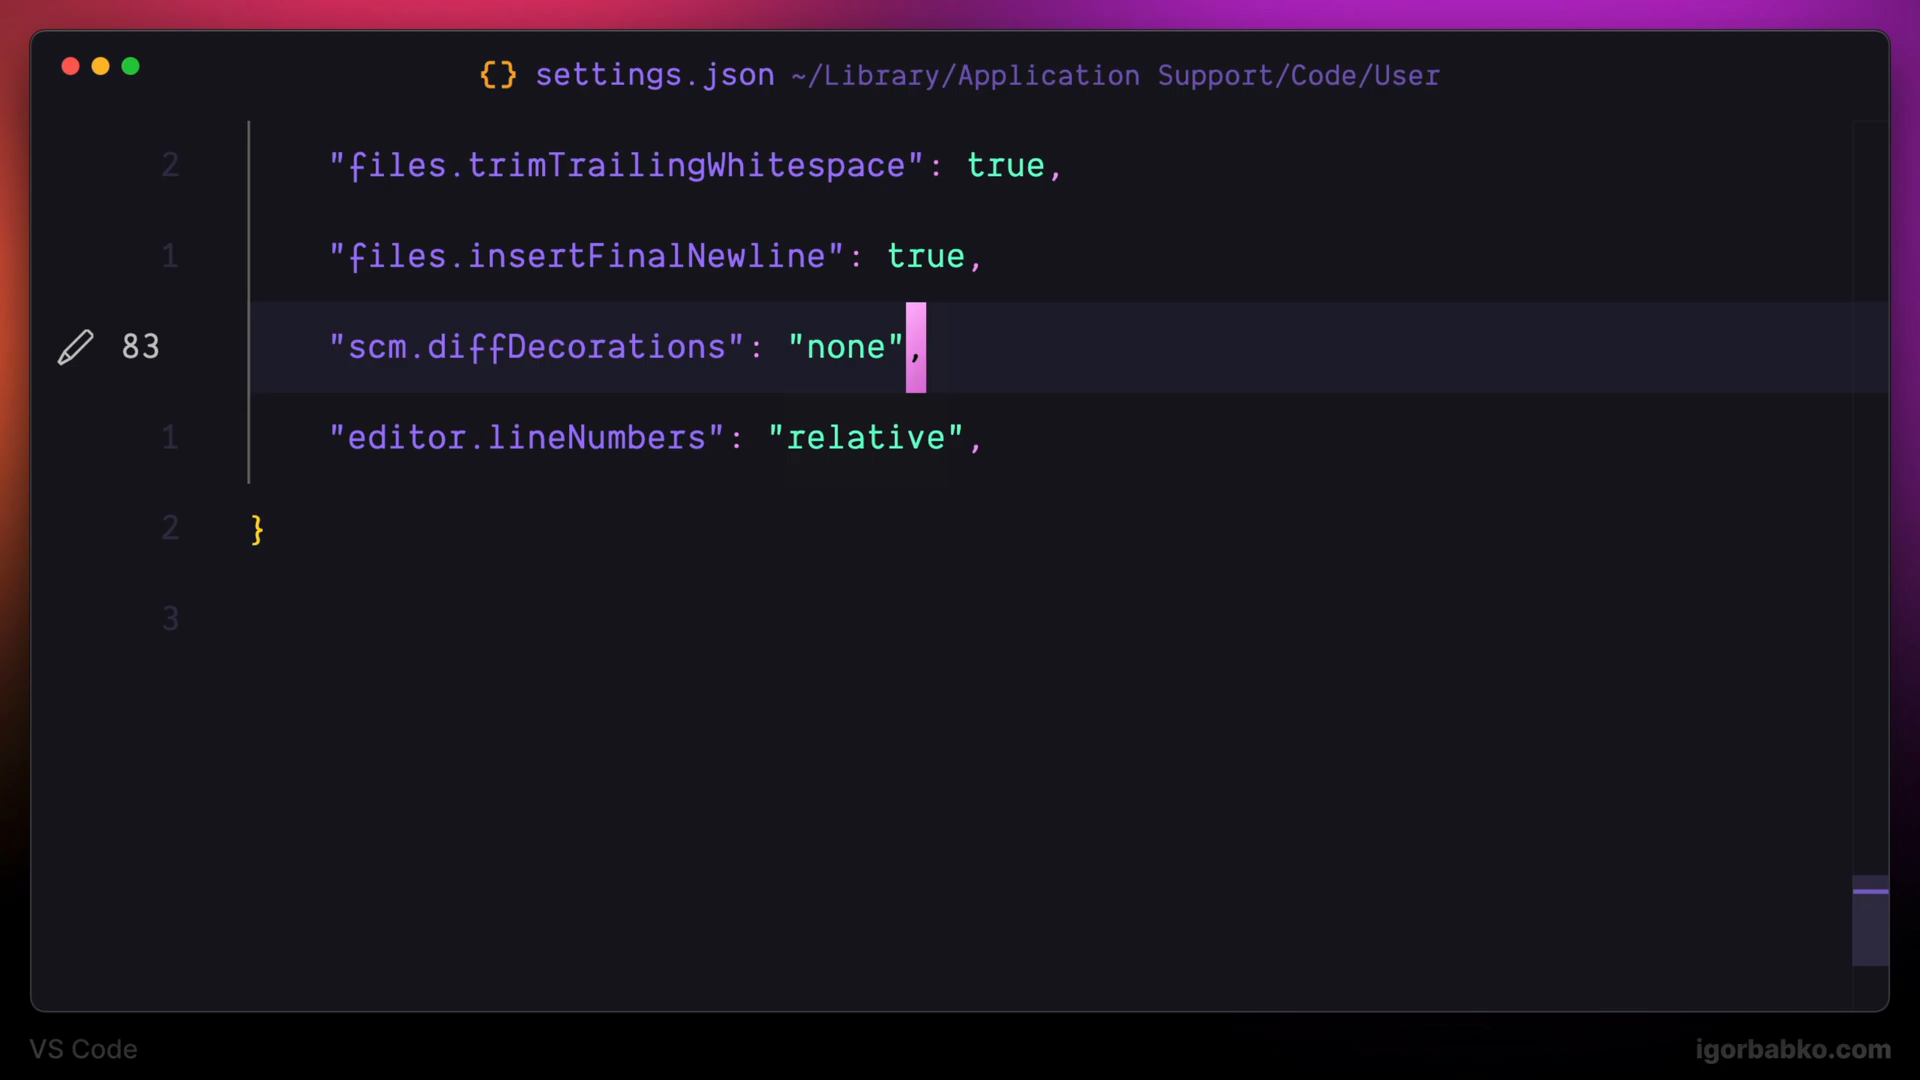 {} settings.json ~/Library/Application Support/Code/User
2 "files.trimTrailingWhitespace": true,
1 "files.insertFinalNewline": true,
83 "scm.diffDecorations": "none",
1 "editor.lineNumbers": "relative",
2 }
3
VS Code
igorbabko.com